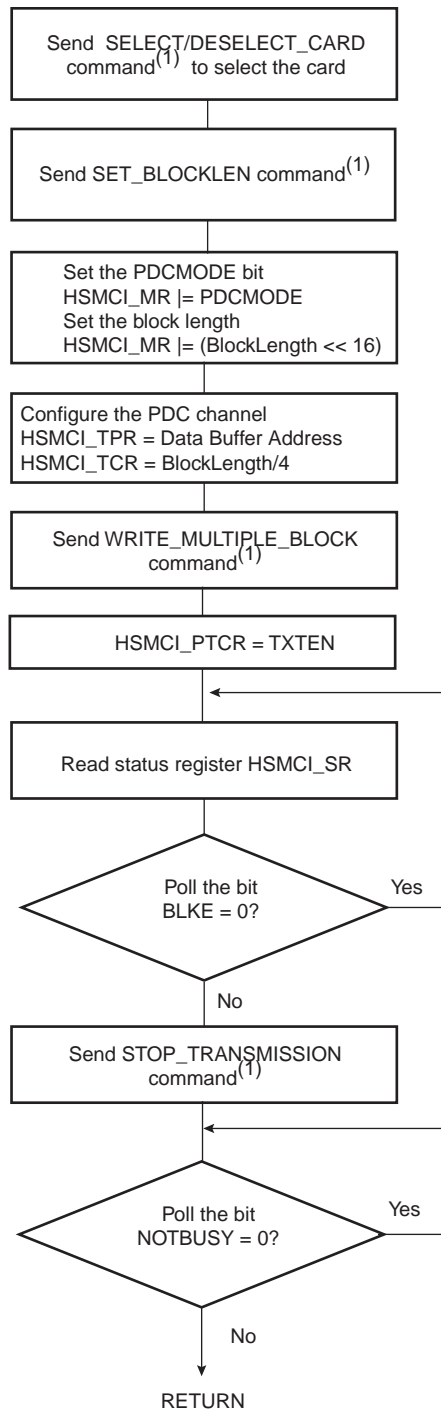 Send SELECT/DESELECT_CARD
command(1) to select the card
Send SET_BLOCKLEN command(1)
Set the PDCMODE bit
HSMCI_MR |= PDCMODE
Set the block length
HSMCI_MR |= (BlockLength << 16)
Configure the PDC channel
HSMCI_TPR = Data Buffer Address
HSMCI_TCR = BlockLength/4
Send WRITE_MULTIPLE_BLOCK
command(1)
HSMCI_PTCR = TXTEN
Read status register HSMCI_SR
Poll the bit
BLKE = 0?
Yes
No
Send STOP_TRANSMISSION
command(1)
Poll the bit
NOTBUSY = 0?
Yes
No
RETURN